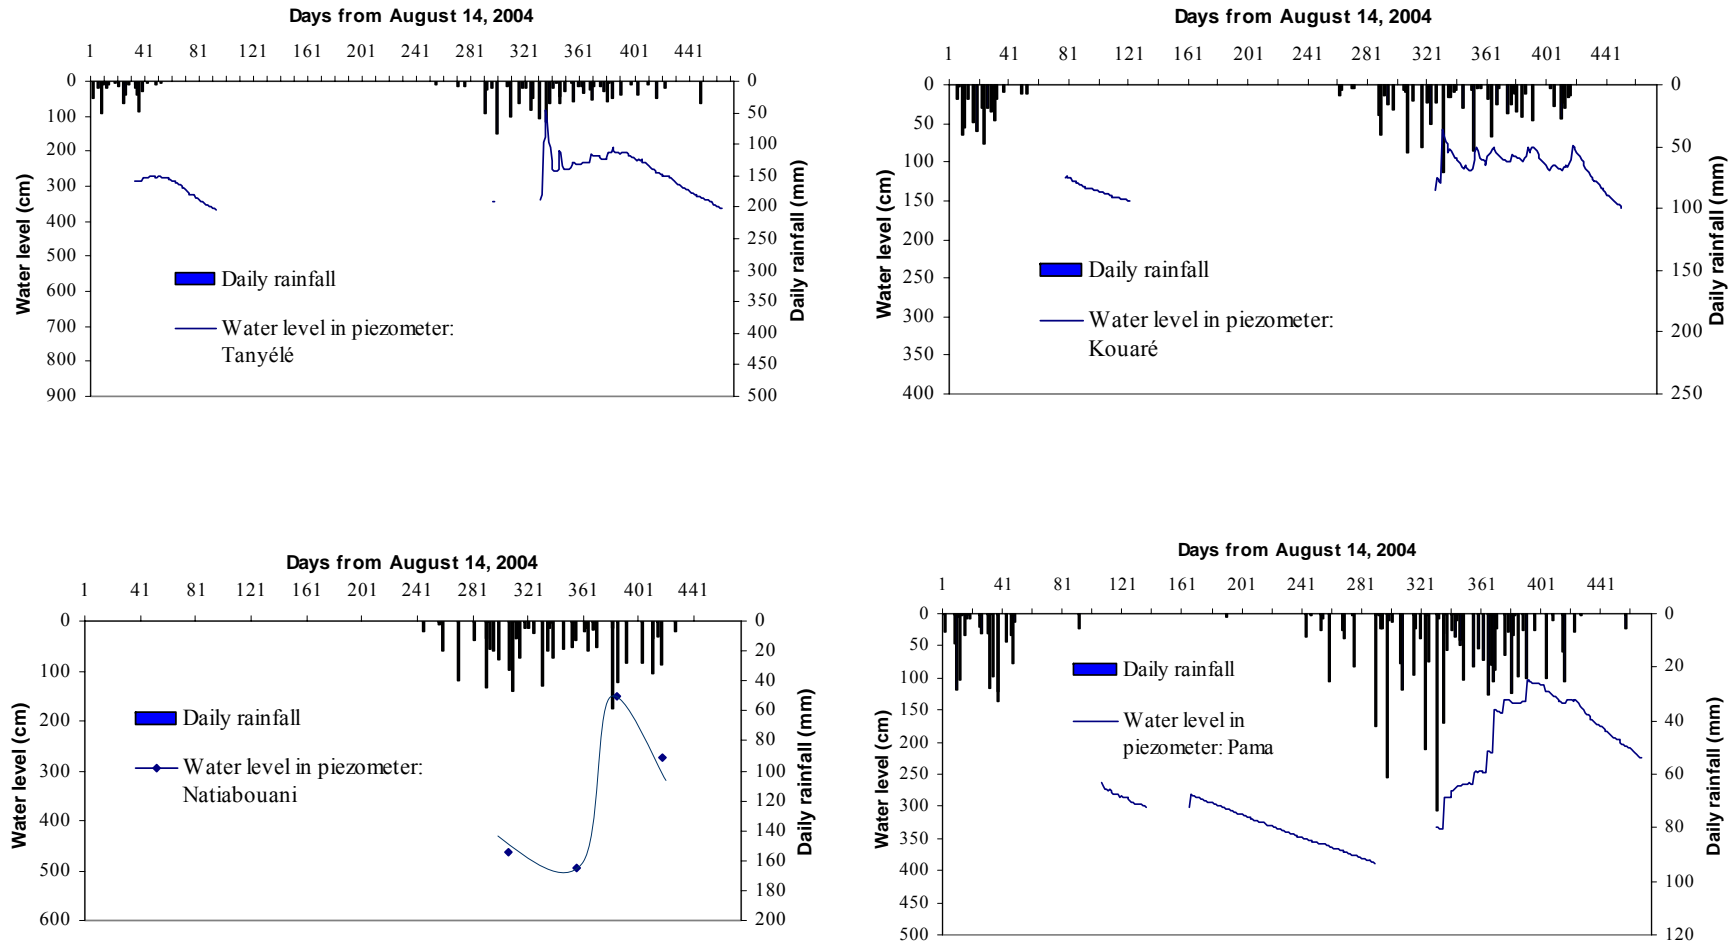 Days from August 14, 2004
1 41 81 121 161 201 241 281 321 361 401 441
0
100
200
300
400
500
600
700
800
900
Water level (cm)
0
50
100
150
200
250
300
350
400
450
500
Daily rainfall (mm)
Daily rainfall
Water level in piezometer:
Tanyélé
Days from August 14, 2004
1 41 81 121 161 201 241 281 321 361 401 441
0
50
100
150
200
250
300
350
400
Water level (cm)
0
50
100
150
200
250
Daily rainfall (mm)
Daily rainfall
Water level in piezometer:
Kouaré
Days from August 14, 2004
1 41 81 121 161 201 241 281 321 361 401 441
0
100
200
300
400
500
600
Water level (cm)
0
20
40
60
80
100
120
140
160
180
200
Daily rainfall (mm)
Daily rainfall
Water level in piezometer:
Natiabouani
Days from August 14, 2004
1 41 81 121 161 201 241 281 321 361 401 441
0
50
100
150
200
250
300
350
400
450
500
Water level (cm)
0
20
40
60
80
100
120
Daily rainfall (mm)
Daily rainfall
Water level in
piezometer: Pama